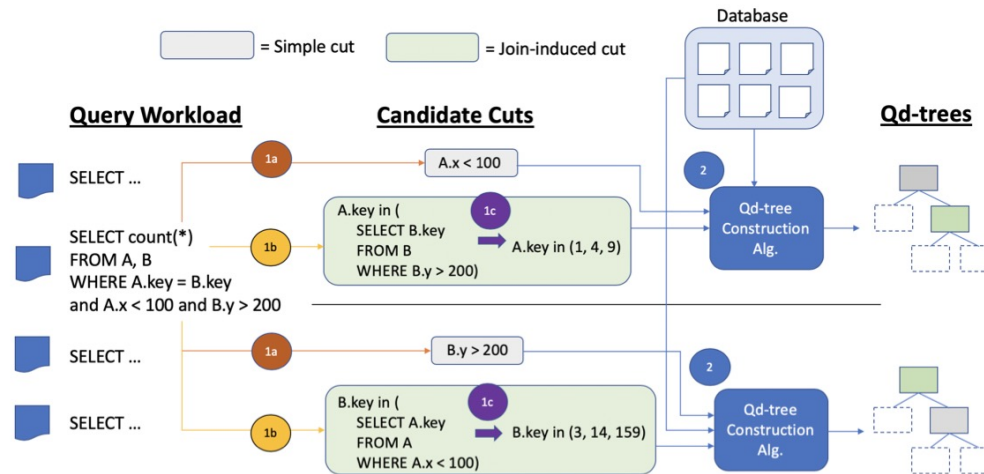 Database
= Simple cut
= Join-induced cut
Query Workload
Candidate Cuts
Qd-trees
SELECT ...
1a
A.x < 100
2
SELECT count(*)
FROM A, B
WHERE A.key = B.key
and A.x < 100 and B.y > 200
1b
A.key in (
SELECT B.key
FROM B
WHERE B.y > 200)
1c
A.key in (1, 4, 9)
Qd-tree
Construction
Alg.
SELECT ...
1a
B.y > 200
2
SELECT ...
1b
B.key in (
SELECT A.key
FROM A
WHERE A.x < 100)
1c
B.key in (3, 14, 159)
Qd-tree
Construction
Alg.